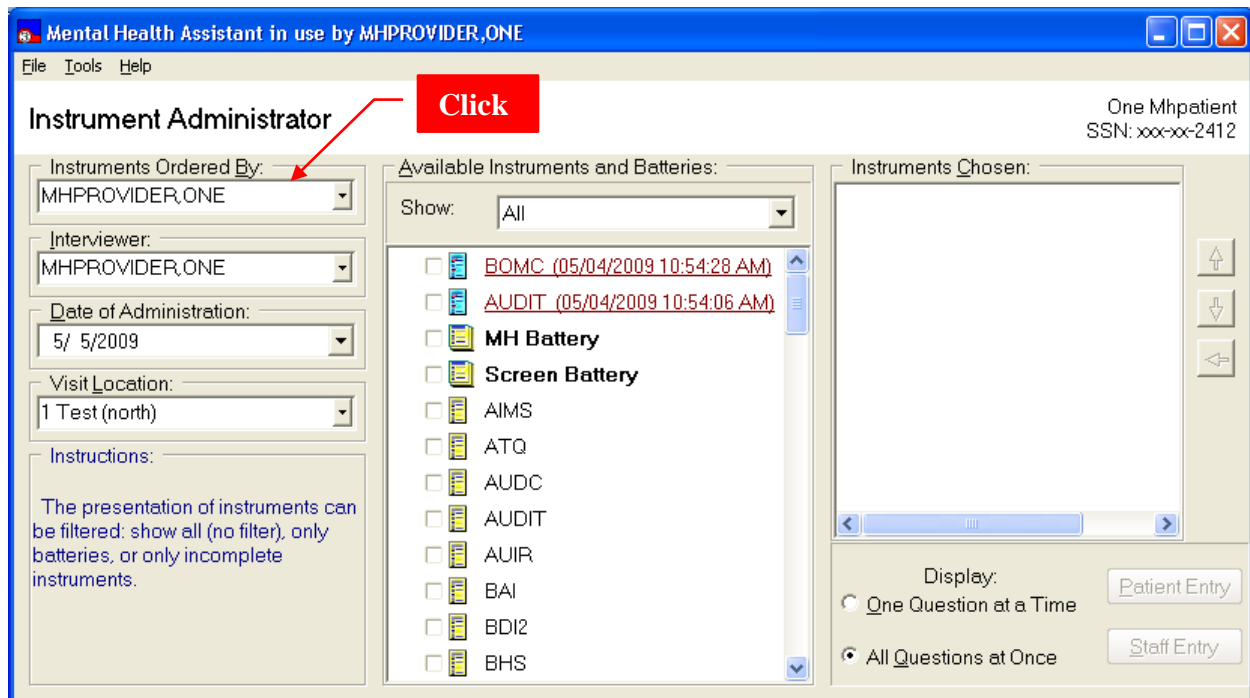 Mental Health Assistant in use by MHPROVIDER,ONE
File Tools Help
Click
Instrument Administrator
One Mhpatient
SSN: xxx-xx-2412
Instruments Ordered By:
MHPROVIDER,ONE
Interviewer:
MHPROVIDER,ONE
Date of Administration:
5/ 5/2009
Visit Location:
1 Test (north)
Instructions:
The presentation of instruments can
be filtered: show all (no filter), only
batteries, or only incomplete
instruments.
Available Instruments and Batteries:
Show: All
BOMC (05/04/2009 10:54:28 AM)
AUDIT (05/04/2009 10:54:06 AM)
MH Battery
Screen Battery
AIMS
ATQ
AUDC
AUDIT
AUIR
BAI
BDI2
BHS
Instruments Chosen:
Display:
One Question at a Time
All Questions at Once
Patient Entry
Staff Entry